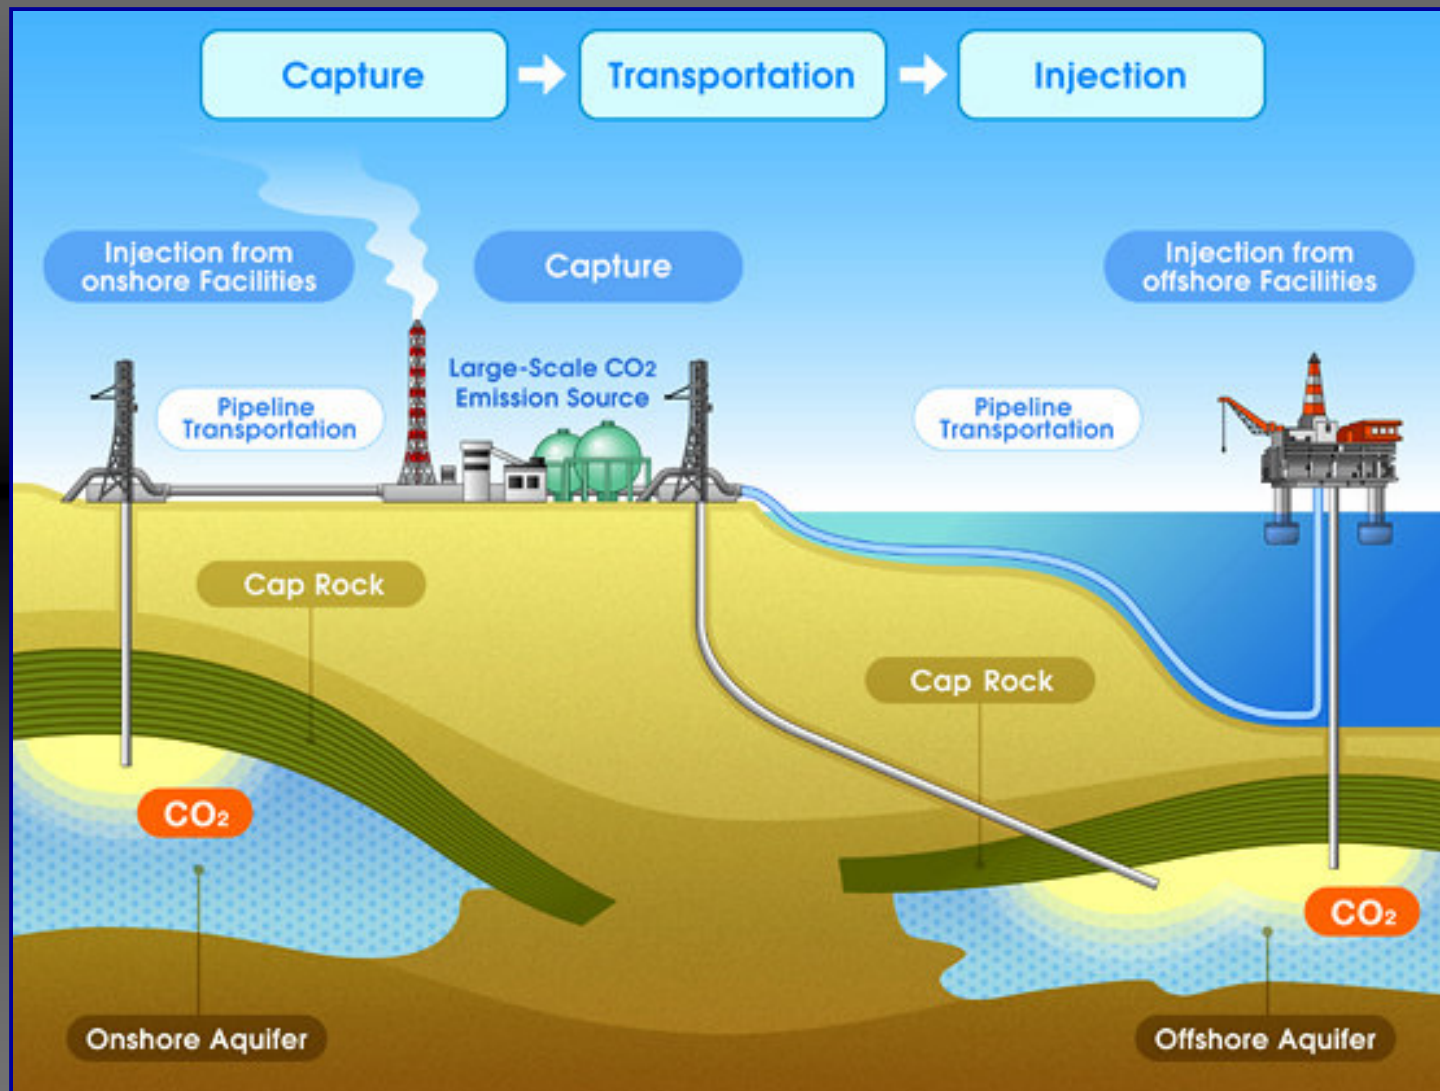 Capture
Transportation
Injection
Injection from
onshore Facilities
Capture
Injection from
offshore Facilities
Large-Scale CO2
Emission Source
Pipeline
Transportation
Pipeline
Transportation
Cap Rock
Cap Rock
CO2
CO2
Onshore Aquifer
Offshore Aquifer